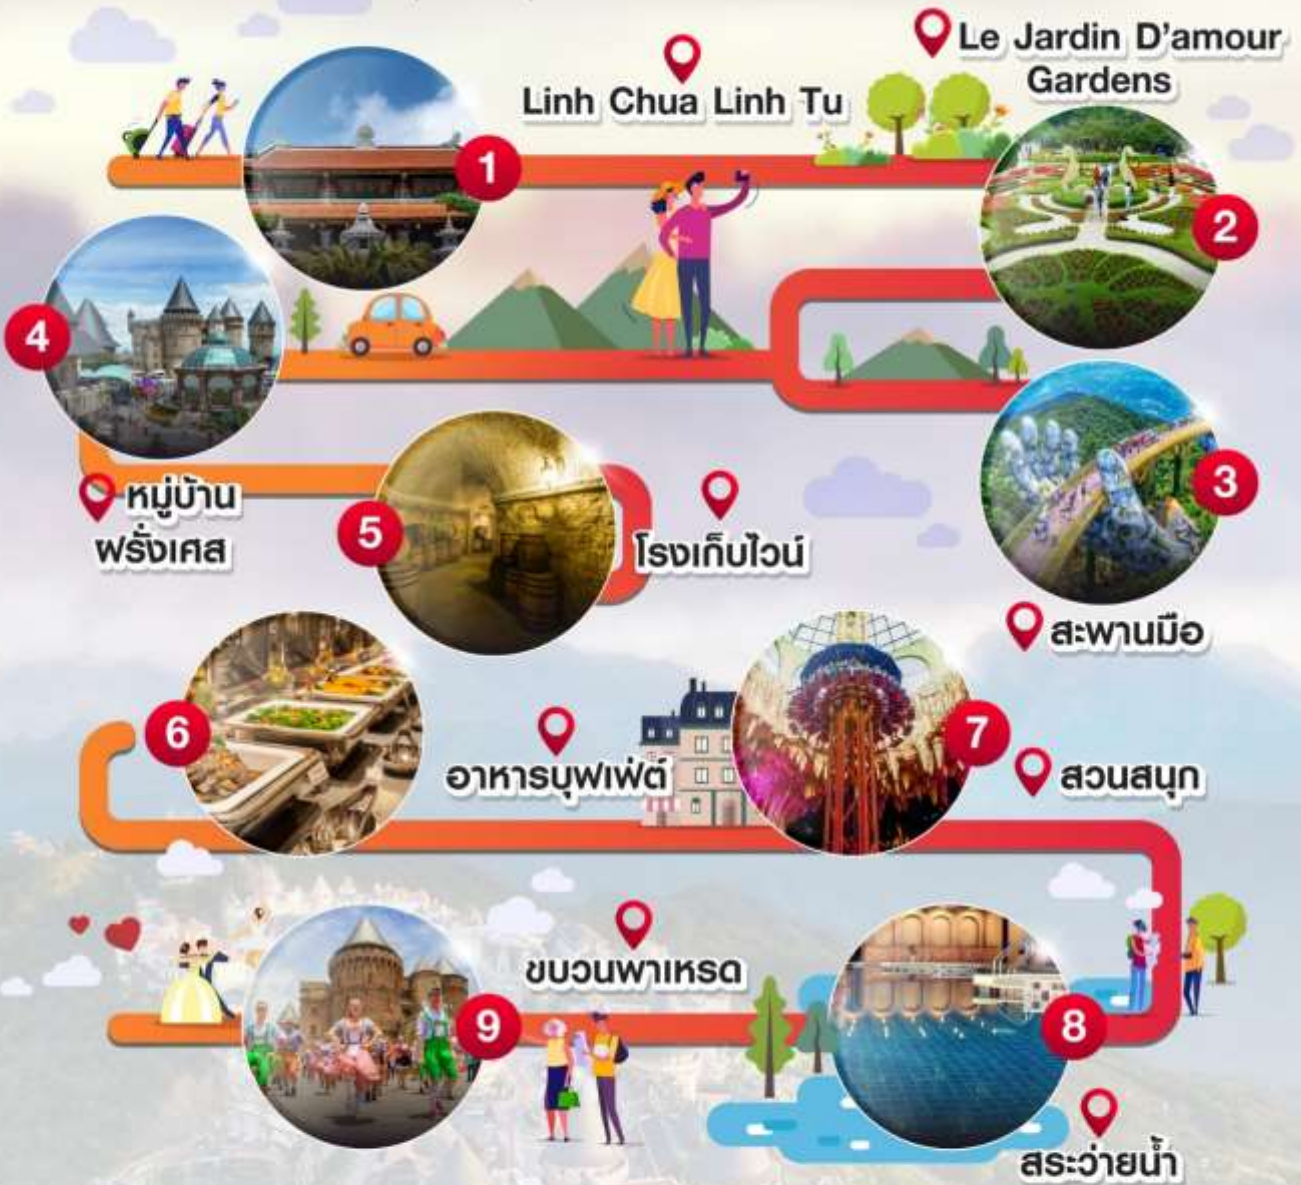 1
Linh Chua Linh Tu
Le Jardin D'amour
Gardens
2
3
สะพานมือ
4
หมู่บ้าน
ฝรั่งเศส
5
โรงเก็บไวน์
6
อาหารบุฟเฟ่ต์
7
สวนสนุก
8
สระว่ายน้ำ
9
ขบวนพาเหรด